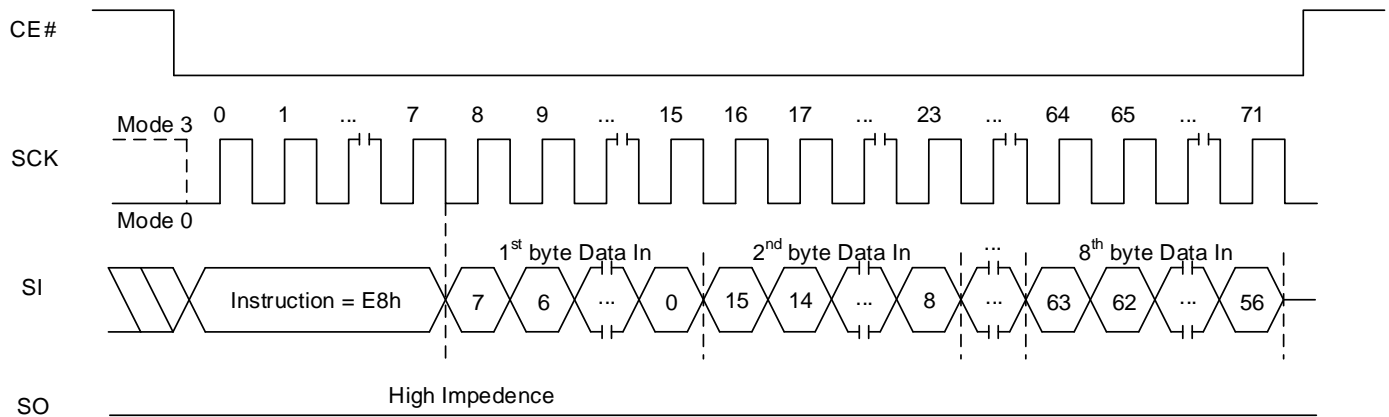 CE#
0 1 ... 7 8 9 ... 15 16 17 ... 23 ... 64 65 ... 71
Mode 3
SCK
Mode 0
1st byte Data In 2nd byte Data In ... 8th byte Data In
SI Instruction = E8h 7 6 ... 0 15 14 ... 8 ... 63 62 ... 56
High Impedence
SO